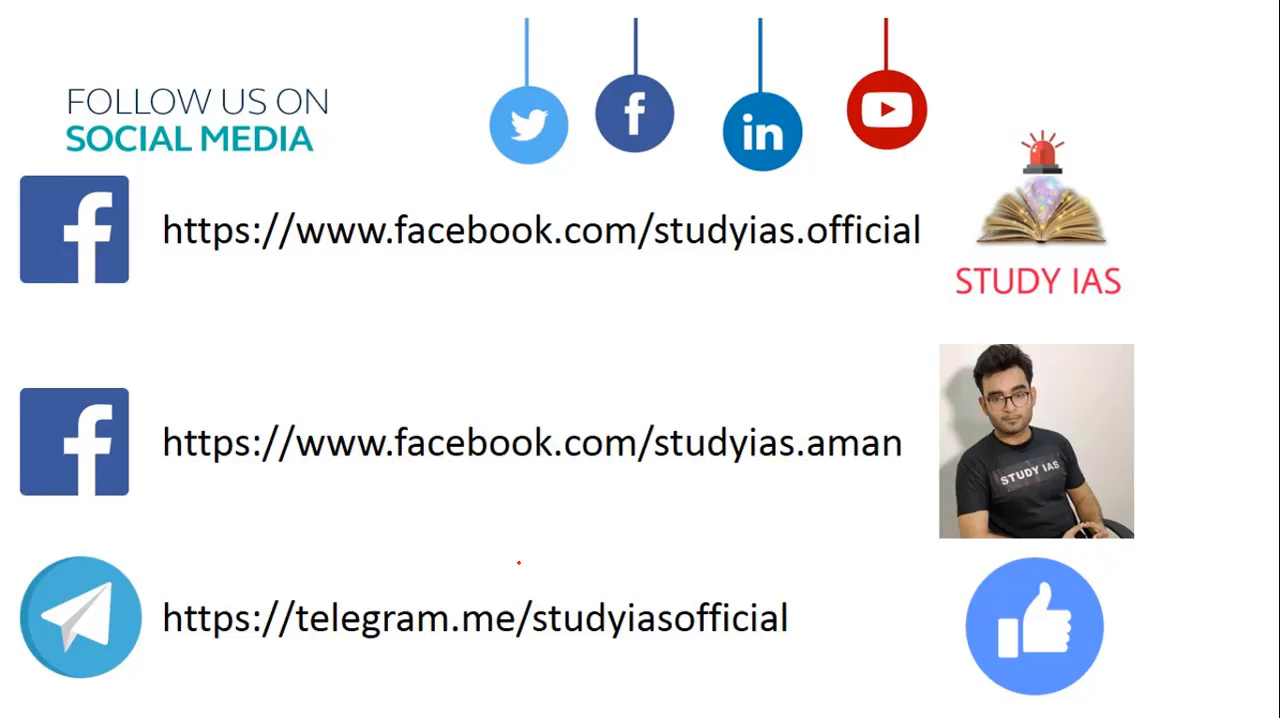 FOLLOW US ON
SOCIAL MEDIA
https://www.facebook.com/studyias.official
STUDY IAS
https://www.facebook.com/studyias.aman
STUDY IAS
https://telegram.me/studyiasofficial